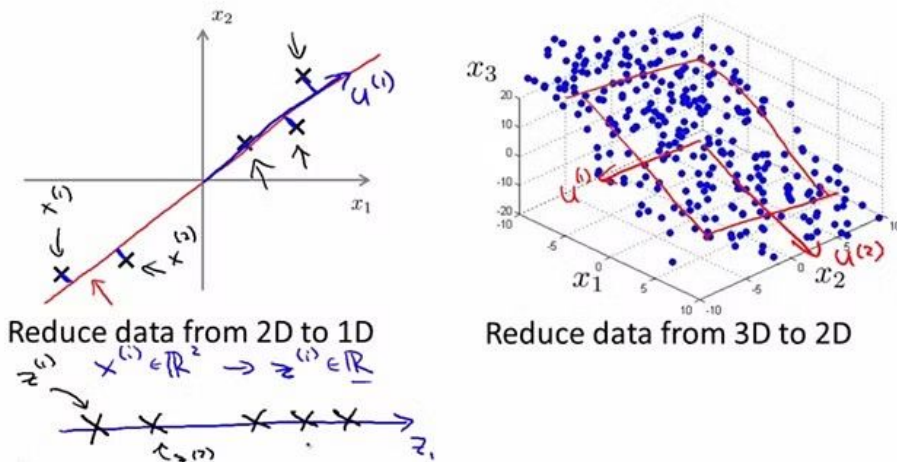 x₂
u⁽¹⁾
x₁
x⁽¹⁾
x⁽²⁾
Reduce data from 2D to 1D
x⁽ⁱ⁾ ∈ ℝ² → z⁽ⁱ⁾ ∈ ℝ
z⁽¹⁾
z₁
z⁽²⁾
x₃
20
10
0
-10
-20
-10
-5
0
5
10
x₁
-10
0
5
10
x₂
u⁽¹⁾
u⁽²⁾
Reduce data from 3D to 2D